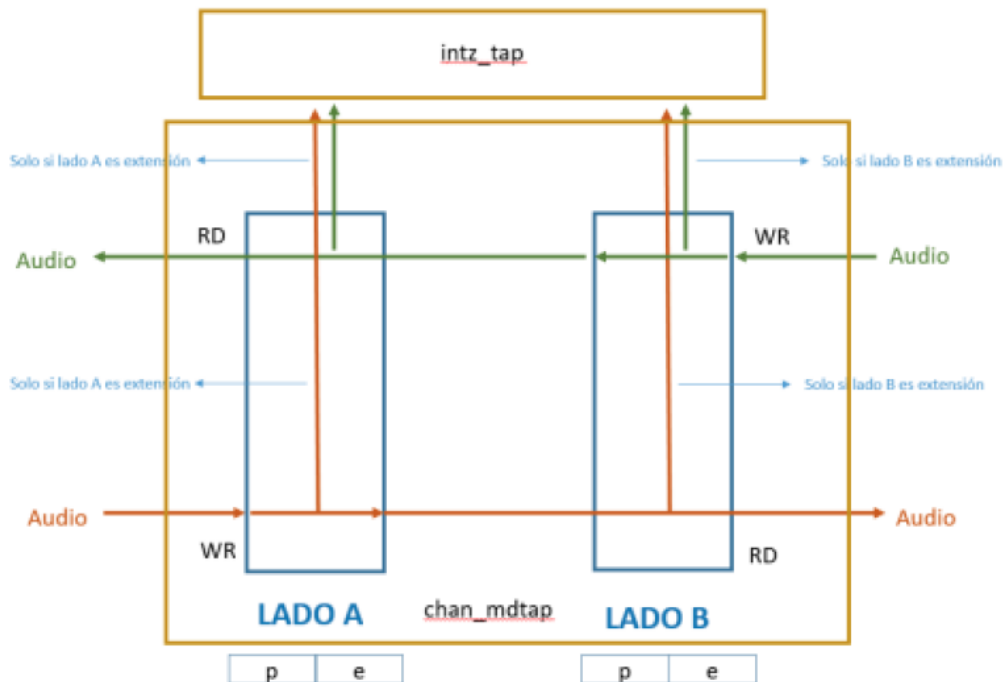 intz_tap
Solo si lado A es extensión
Solo si lado B es extensión
RD
WR
Audio
Audio
Solo si lado A es extensión
Solo si lado B es extensión
Audio
Audio
WR
RD
LADO A
chan_mdtap
LADO B
p e
p e